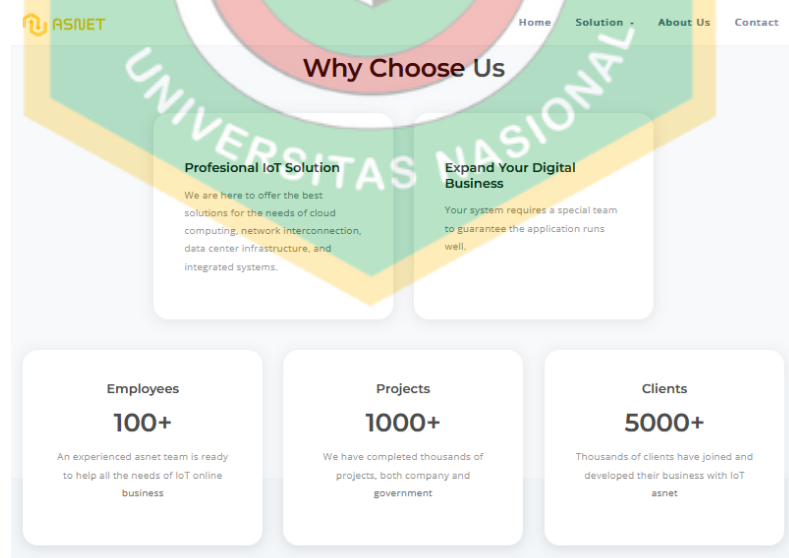 ASNET
Home Solution About Us Contact
Why Choose Us
UNIVERSITAS NASIONAL
Profesional IoT Solution
We are here to offer the best
solutions for the needs of cloud
computing, network interconnection,
data center infrastructure, and
integrated systems.
Expand Your Digital
Business
Your system requires a special team
to guarantee the application runs
well.
Employees
100+
An experienced asnet team is ready
to help all the needs of IoT online
business
Projects
1000+
We have completed thousands of
projects, both company and
government
Clients
5000+
Thousands of clients have joined and
developed their business with IoT
asnet